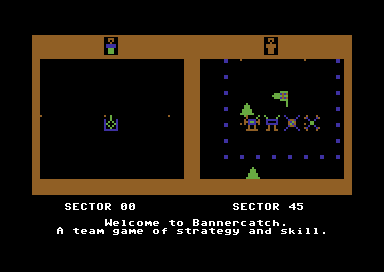 SECTOR 00 SECTOR 45
Welcome to Bannercatch.
A team game of strategy and skill.